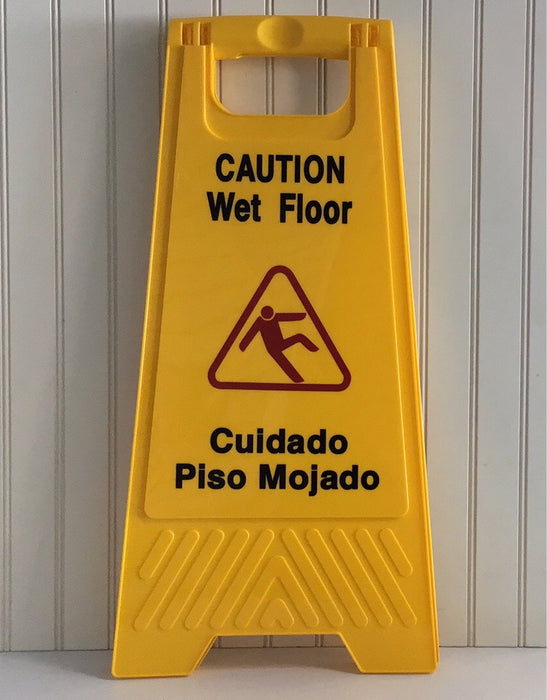 CAUTION
Wet Floor
Cuidado
Piso Mojado